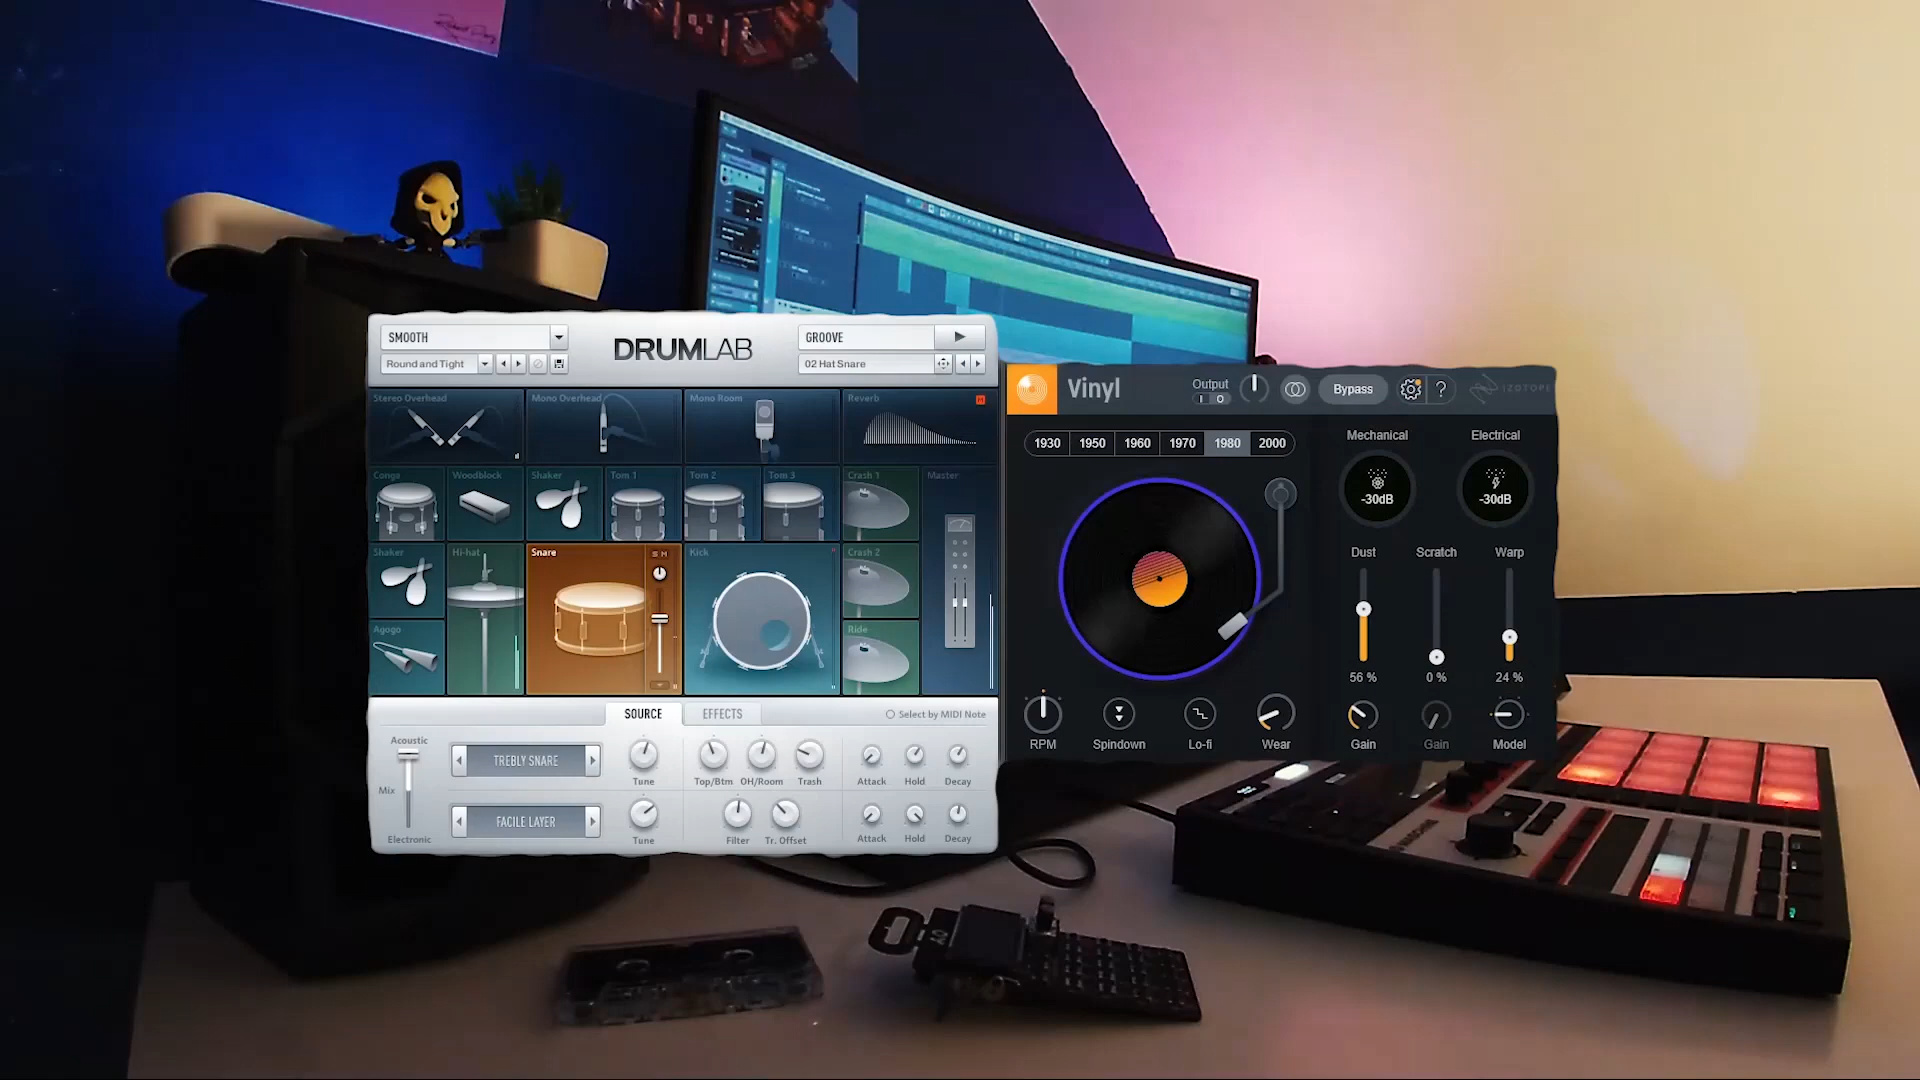 SMOOTH
DRUMLAB
GROOVE
Round and Tight
02 Hat Snare
Stereo Overhead
Mono Overhead
Mono Room
Reverb
Conga
Woodblock
Shaker
Tom 1
Tom 2
Tom 3
Crash 1
Master
Shaker
Hi-hat
Snare
S M
Kick
Crash 2
Agogo
Ride
SOURCE
EFFECTS
Select by MIDI Note
Acoustic
Mix
Electronic
TREBLY SNARE
Tune
Top/Btm
OH/Room
Trash
Attack
Hold
Decay
FACILE LAYER
Tune
Filter
Tr. Offset
Attack
Hold
Decay
Vinyl
Output
I O
Bypass
?
IZOTOPE
1930
1950
1960
1970
1980
2000
Mechanical
Electrical
-30dB
-30dB
Dust
Scratch
Warp
56 %
0 %
24 %
RPM
Spindown
Lo-fi
Wear
Gain
Gain
Model